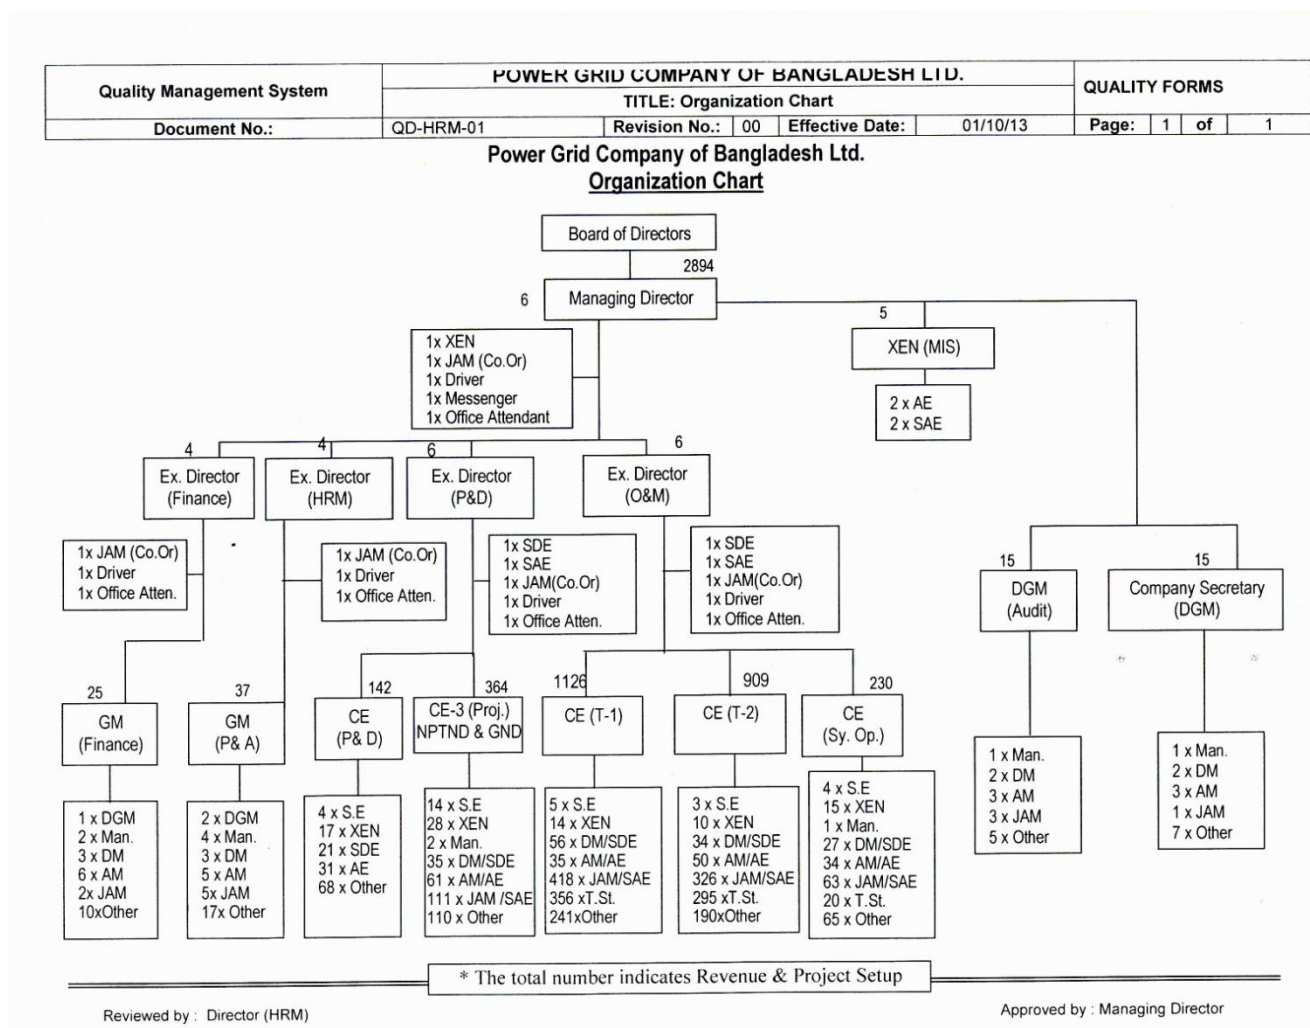 Quality Management System
POWER GRID COMPANY OF BANGLADESH LTD.
TITLE: Organization Chart
QUALITY FORMS
Document No.: QD-HRM-01 Revision No.: 00 Effective Date: 01/10/13 Page: 1 of 1
Power Grid Company of Bangladesh Ltd.
Organization Chart
Board of Directors
2894
6
Managing Director
1x XEN
1x JAM (Co.Or)
1x Driver
1x Messenger
1x Office Attendant
5
XEN (MIS)
2 x AE
2 x SAE
4
Ex. Director
(Finance)
4
Ex. Director
(HRM)
6
Ex. Director
(P&D)
6
Ex. Director
(O&M)
1x JAM (Co.Or)
1x Driver
1x Office Atten.
1x JAM (Co.Or)
1x Driver
1x Office Atten.
1x SDE
1x SAE
1x JAM(Co.Or)
1x Driver
1x Office Atten.
1x SDE
1x SAE
1x JAM(Co.Or)
1x Driver
1x Office Atten.
15
DGM
(Audit)
15
Company Secretary
(DGM)
25
GM
(Finance)
37
GM
(P& A)
142
CE
(P& D)
364
CE-3 (Proj.)
NPTND & GND
1126
CE (T-1)
909
CE (T-2)
230
CE
(Sy. Op.)
1 x DGM
2 x Man.
3 x DM
6 x AM
2x JAM
10xOther
2 x DGM
4 x Man.
3 x DM
5 x AM
5x JAM
17x Other
4 x S.E
17 x XEN
21 x SDE
31 x AE
68 x Other
14 x S.E
28 x XEN
2 x Man.
35 x DM/SDE
61 x AM/AE
111 x JAM /SAE
110 x Other
5 x S.E
14 x XEN
56 x DM/SDE
35 x AM/AE
418 x JAM/SAE
356 xT.St.
241xOther
3 x S.E
10 x XEN
34 x DM/SDE
50 x AM/AE
326 x JAM/SAE
295 xT.St.
190xOther
4 x S.E
15 x XEN
1 x Man.
27 x DM/SDE
34 x AM/AE
63 x JAM/SAE
20 x T.St.
65 x Other
1 x Man.
2 x DM
3 x AM
3 x JAM
5 x Other
1 x Man.
2 x DM
3 x AM
1 x JAM
7 x Other
* The total number indicates Revenue & Project Setup
Reviewed by : Director (HRM)
Approved by : Managing Director